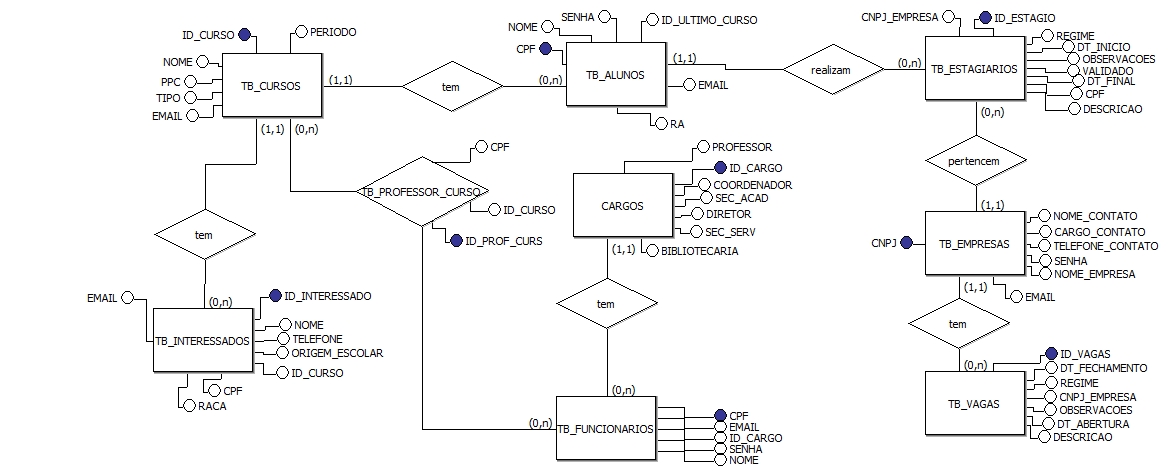 ID_CURSO
PERIODO
NOME
PPC
TIPO
EMAIL
TB_CURSOS
(1,1)
(1,1)
(0,n)
tem
(0,n)
SENHA
NOME
CPF
ID_ULTIMO_CURSO
TB_ALUNOS
(1,1)
EMAIL
RA
realizam
(0,n)
CNPJ_EMPRESA
ID_ESTAGIO
REGIME
DT_INICIO
OBSERVACOES
VALIDADO
DT_FINAL
CPF
DESCRICAO
TB_ESTAGIARIOS
(0,n)
pertencem
(1,1)
CNPJ
TB_EMPRESAS
NOME_CONTATO
CARGO_CONTATO
TELEFONE_CONTATO
SENHA
NOME_EMPRESA
EMAIL
(1,1)
tem
(0,n)
TB_VAGAS
ID_VAGAS
DT_FECHAMENTO
REGIME
CNPJ_EMPRESA
OBSERVACOES
DT_ABERTURA
DESCRICAO
CPF
TB_PROFESSOR_CURSO
ID_CURSO
ID_PROF_CURS
PROFESSOR
ID_CARGO
COORDENADOR
SEC_ACAD
DIRETOR
SEC_SERV
BIBLIOTECARIA
CARGOS
(1,1)
tem
(0,n)
(0,n)
TB_FUNCIONARIOS
CPF
EMAIL
ID_CARGO
SENHA
NOME
tem
(0,n)
EMAIL
TB_INTERESSADOS
ID_INTERESSADO
NOME
TELEFONE
ORIGEM_ESCOLAR
ID_CURSO
CPF
RACA